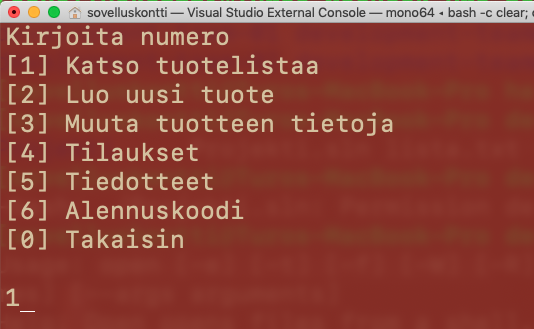 sovelluskontti — Visual Studio External Console — mono64 ◂ bash -c clear; c
Kirjoita numero
[1] Katso tuotelistaa
[2] Luo uusi tuote
[3] Muuta tuotteen tietoja
[4] Tilaukset
[5] Tiedotteet
[6] Alennuskoodi
[0] Takaisin
1_